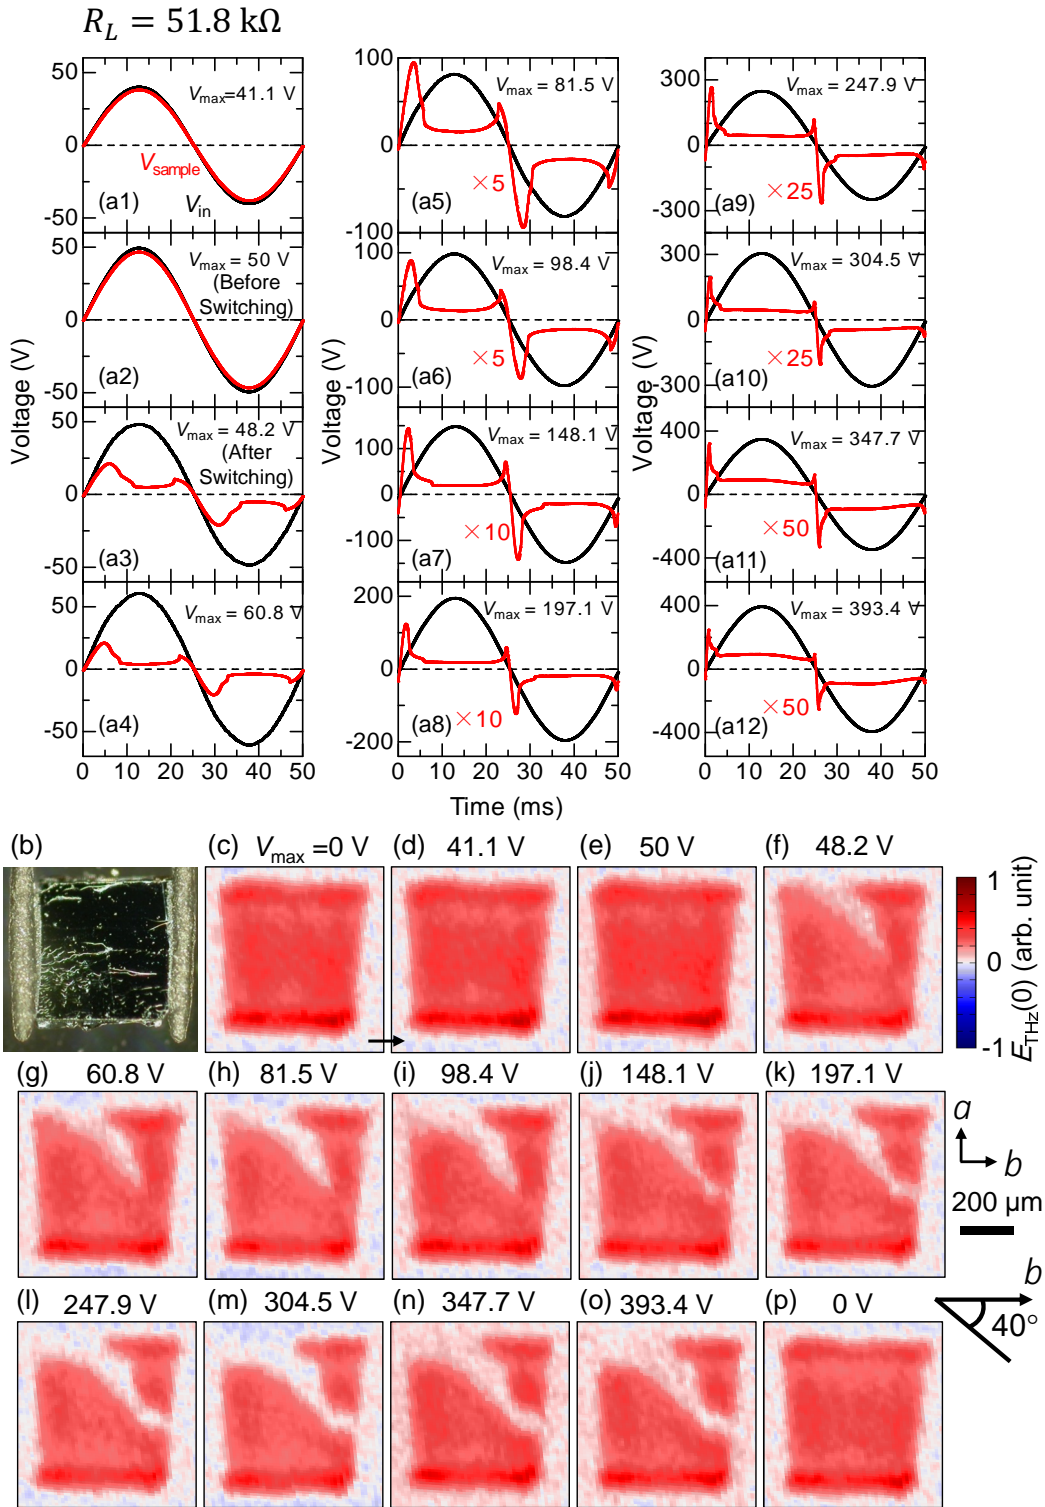 R_L = 51.8 kΩ
50
0
-50
V_max=41.1 V
V_sample
V_in
(a1)
50
0
-50
V_max = 50 V
(Before
Switching)
(a2)
50
0
-50
V_max = 48.2 V
(After
Switching)
(a3)
50
0
-50
V_max = 60.8 V
(a4)
0 10 20 30 40 50
Voltage (V)
100
0
-100
V_max = 81.5 V
×5
(a5)
100
0
-100
V_max = 98.4 V
×5
(a6)
100
0
-100
V_max = 148.1 V
×10
(a7)
200
0
-200
V_max = 197.1 V
×10
(a8)
0 10 20 30 40 50
Voltage (V)
300
0
-300
V_max = 247.9 V
×25
(a9)
300
0
-300
V_max = 304.5 V
×25
(a10)
400
0
-400
V_max = 347.7 V
×50
(a11)
400
0
-400
V_max = 393.4 V
×50
(a12)
0 10 20 30 40 50
Voltage (V)
Time (ms)
(b)
(c) V_max =0 V
(d) 41.1 V
(e) 50 V
(f) 48.2 V
1
0
-1
E_THz(0) (arb. unit)
(g) 60.8 V
(h) 81.5 V
(i) 98.4 V
(j) 148.1 V
(k) 197.1 V
a
b
200 μm
(l) 247.9 V
(m) 304.5 V
(n) 347.7 V
(o) 393.4 V
(p) 0 V
b
40°